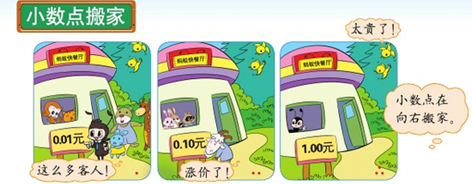 小数点搬家
太贵了！
蚂蚁快餐厅
蚂蚁快餐厅
蚂蚁快餐厅
0.01元
0.10元
1.00元
小数点在
向右搬家。
这么多客人！
涨价了！